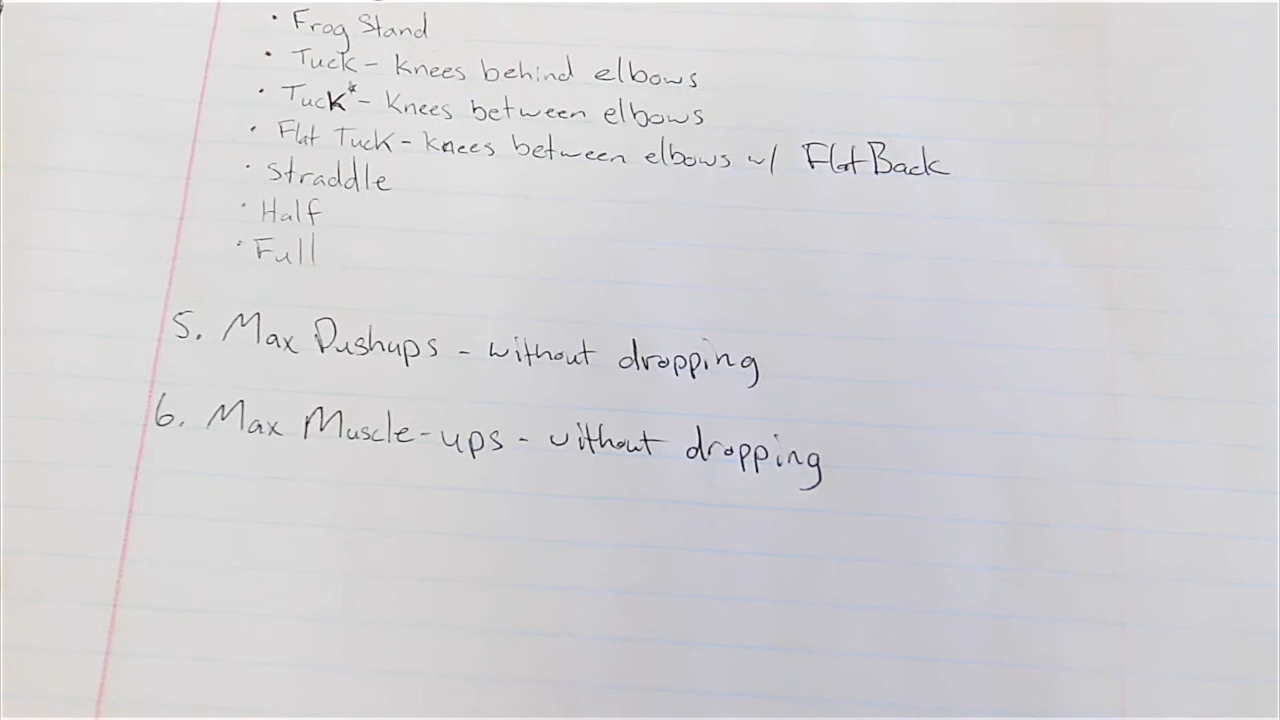 • Frog Stand
• Tuck - Knees behind elbows
• Tuck* - Knees between elbows
• Flat Tuck - Knees between elbows w/ Flat Back
• Straddle
• Half
• Full
5. Max Pushups - without dropping
6. Max Muscle-ups - without dropping